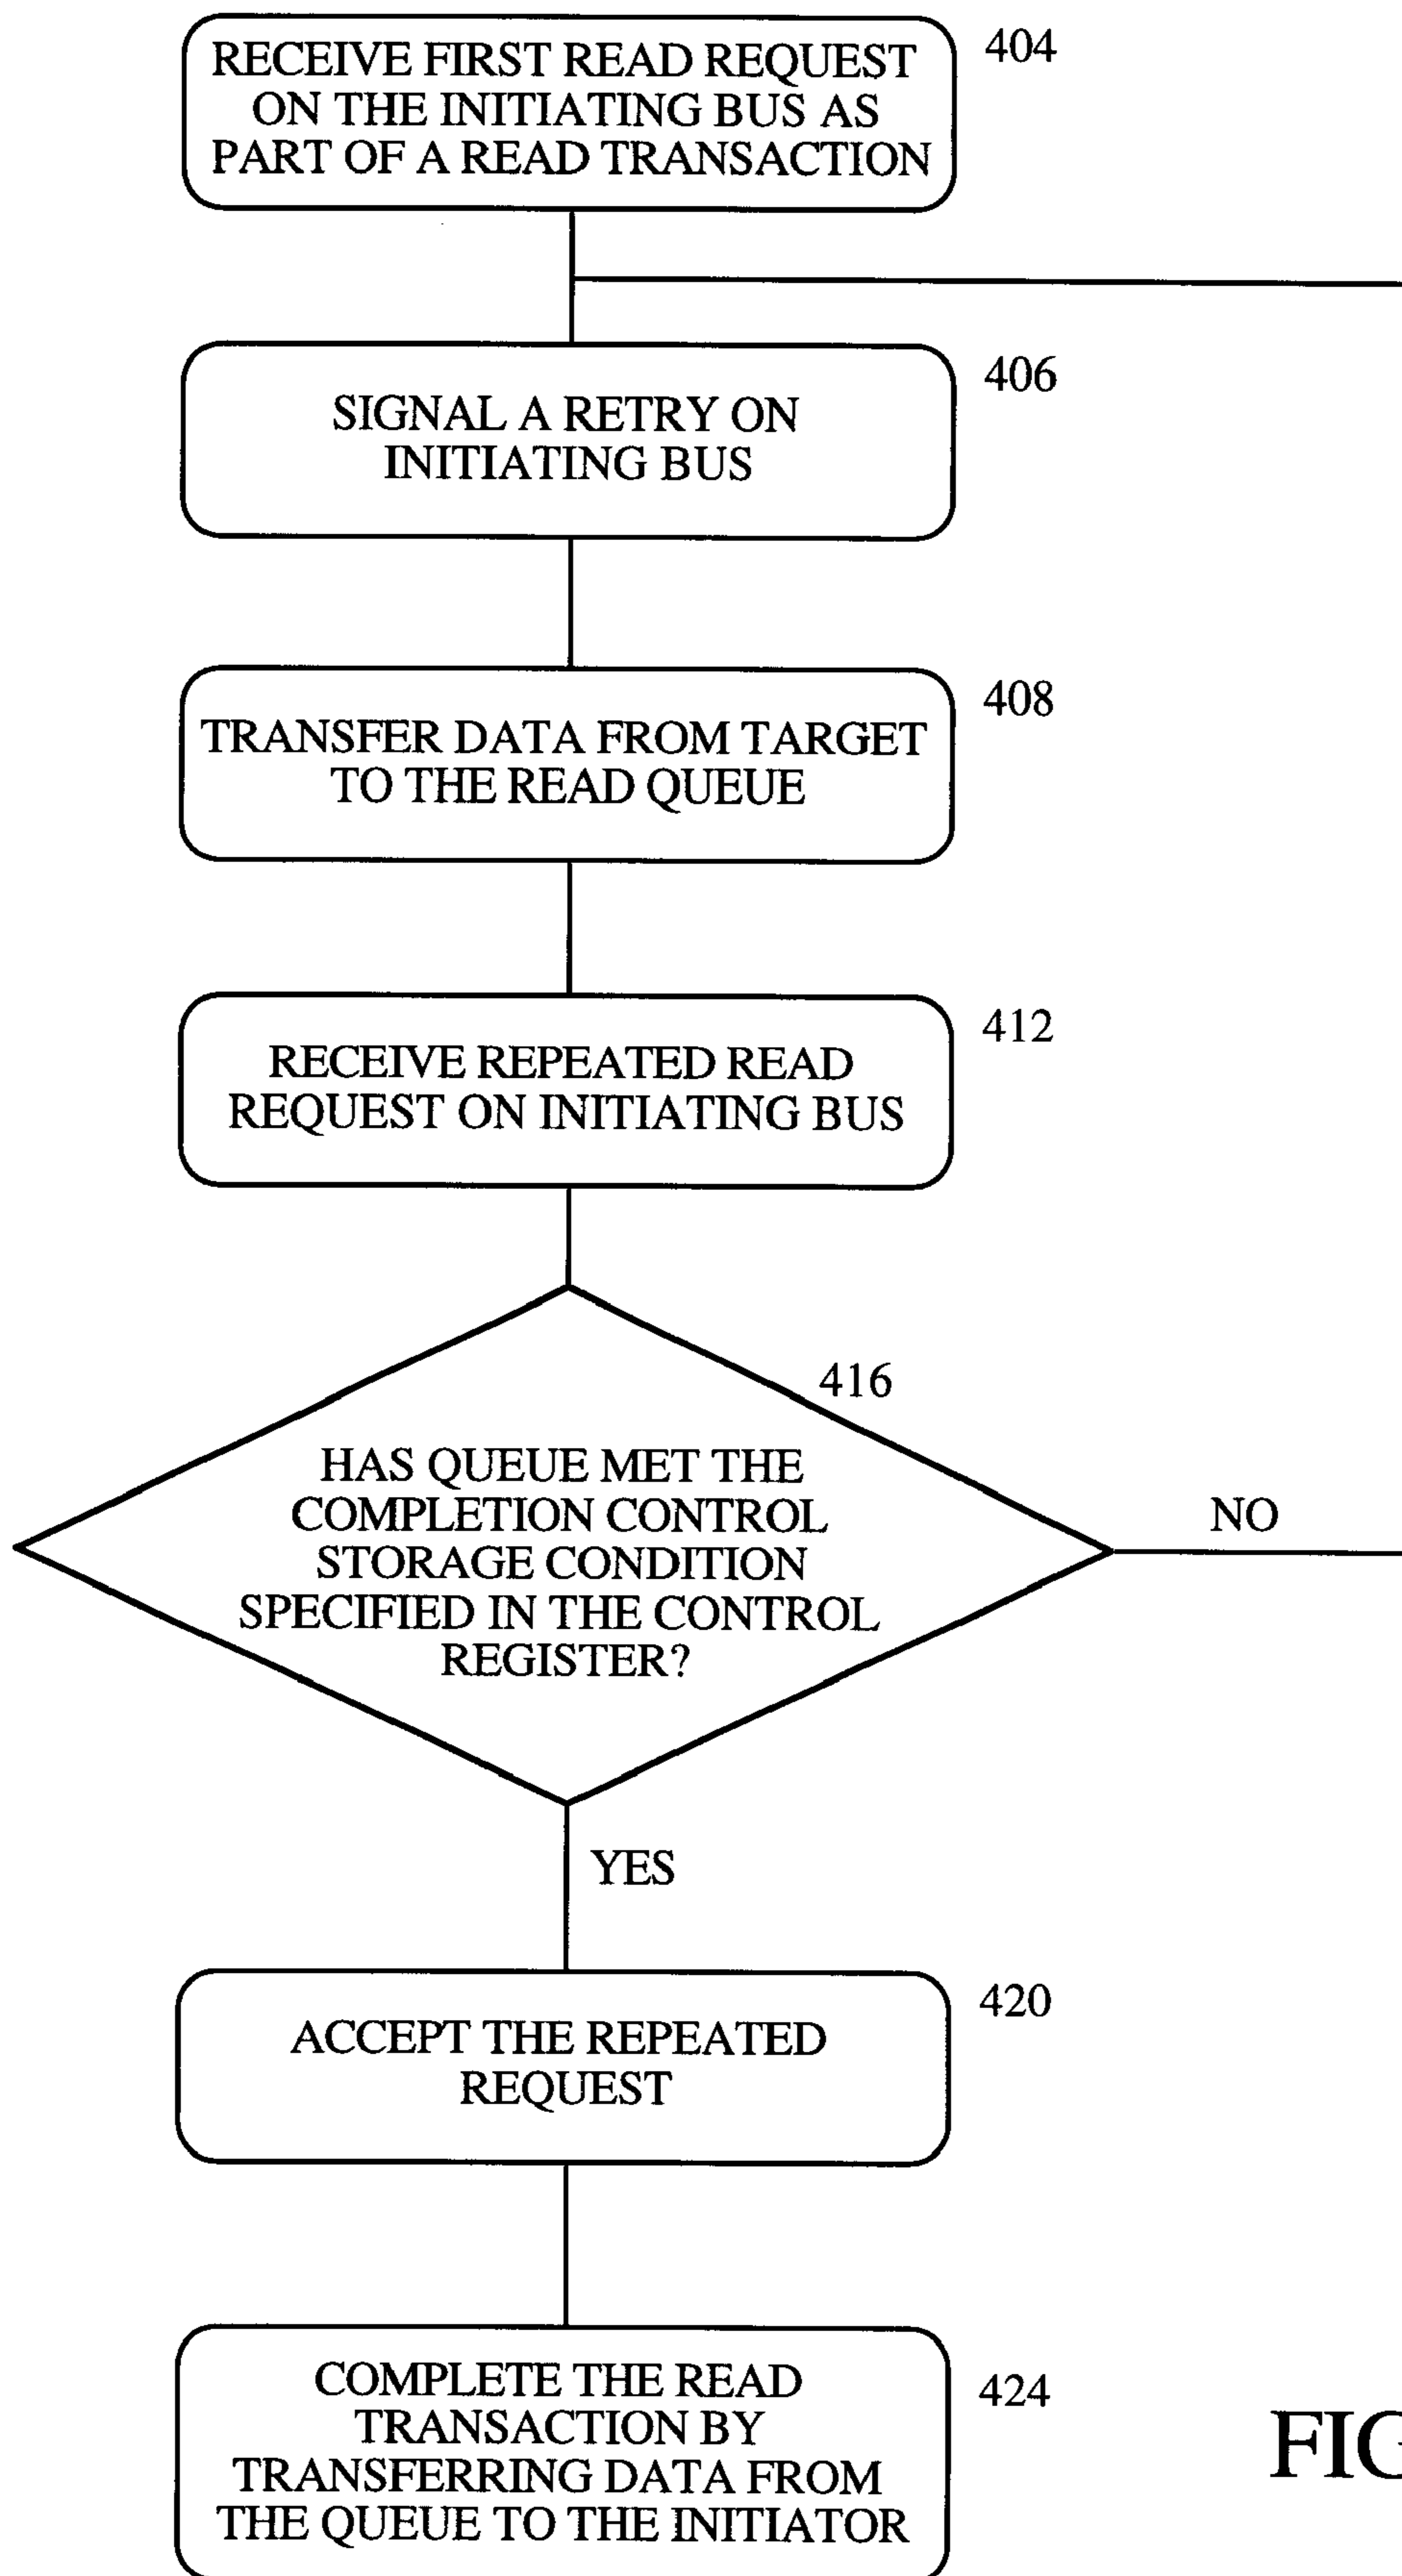 RECEIVE FIRST READ REQUEST
ON THE INITIATING BUS AS
PART OF A READ TRANSACTION
404
SIGNAL A RETRY ON
INITIATING BUS
406
TRANSFER DATA FROM TARGET
TO THE READ QUEUE
408
RECEIVE REPEATED READ
REQUEST ON INITIATING BUS
412
416
HAS QUEUE MET THE
COMPLETION CONTROL
STORAGE CONDITION
SPECIFIED IN THE CONTROL
REGISTER?
NO
YES
ACCEPT THE REPEATED
REQUEST
420
COMPLETE THE READ
TRANSACTION BY
TRANSFERRING DATA FROM
THE QUEUE TO THE INITIATOR
424
FIG